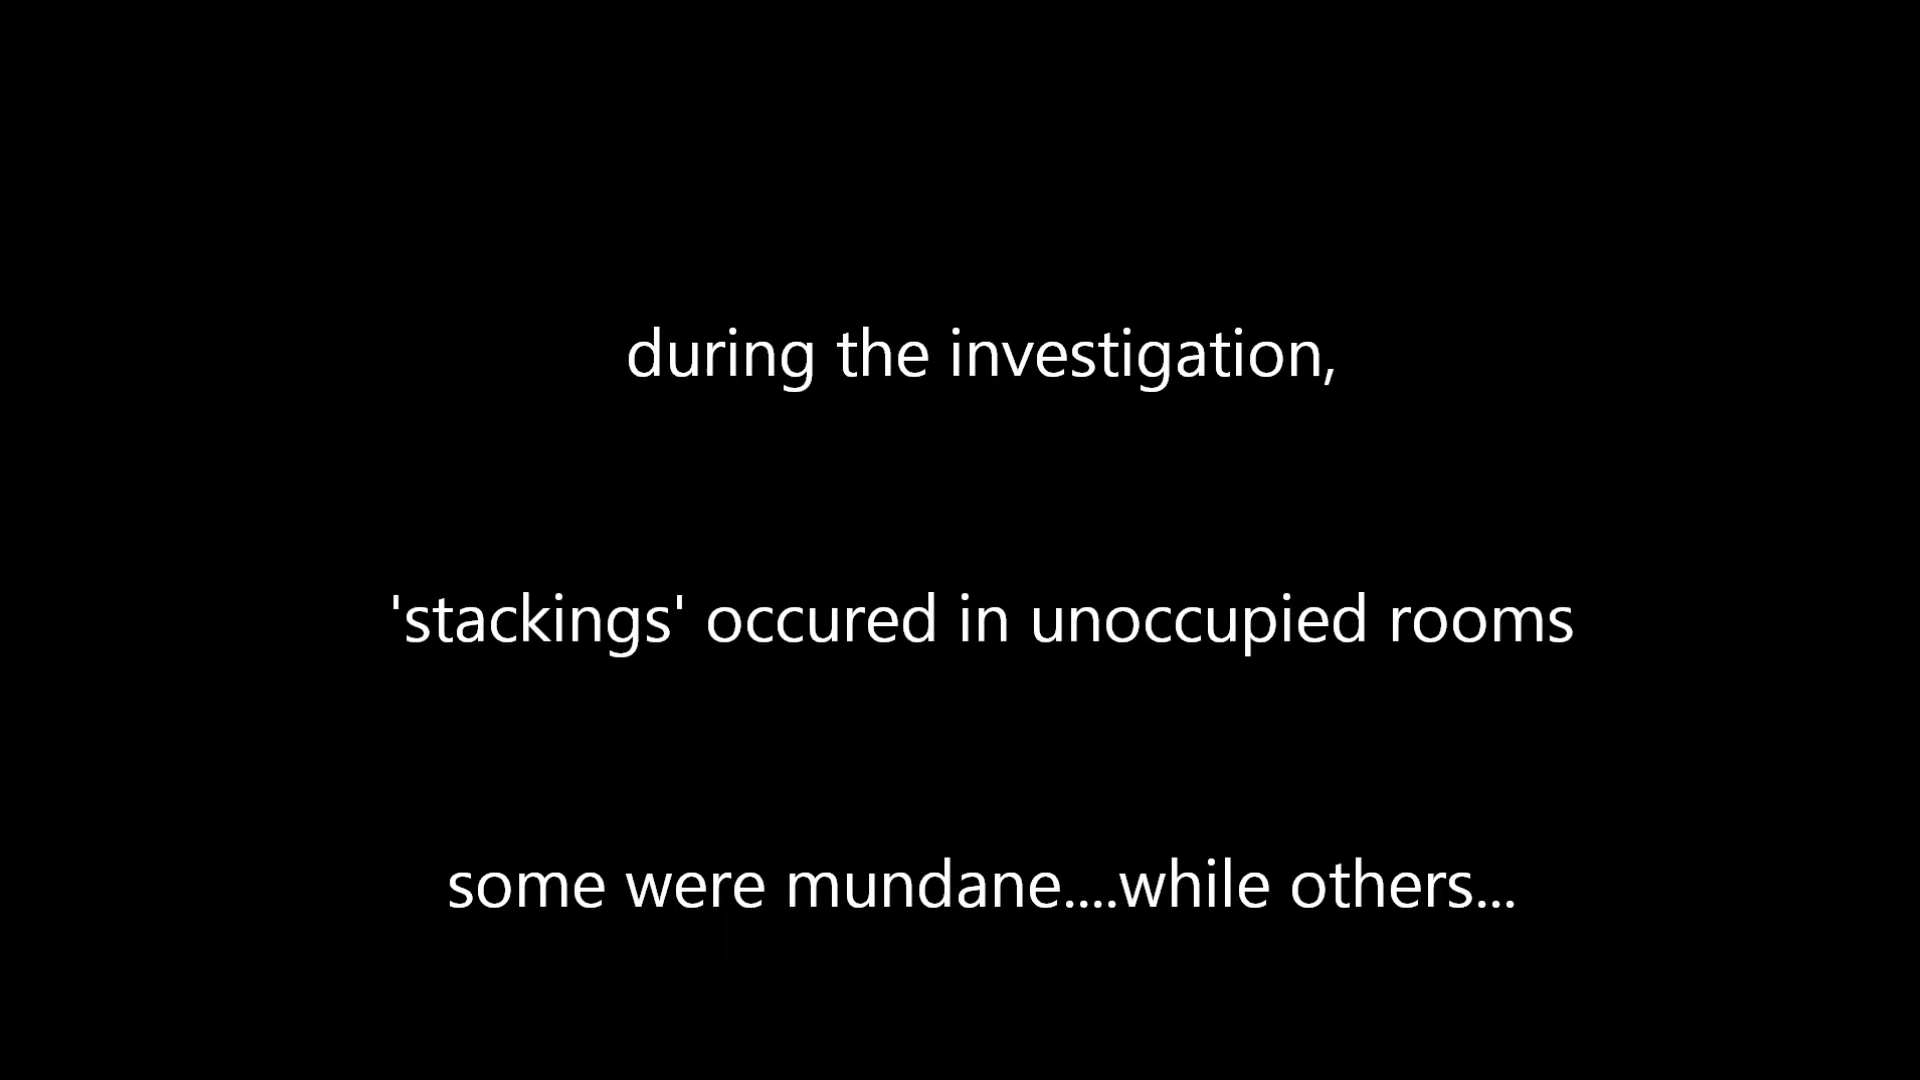 during the investigation,
'stackings' occured in unoccupied rooms
some were mundane....while others...